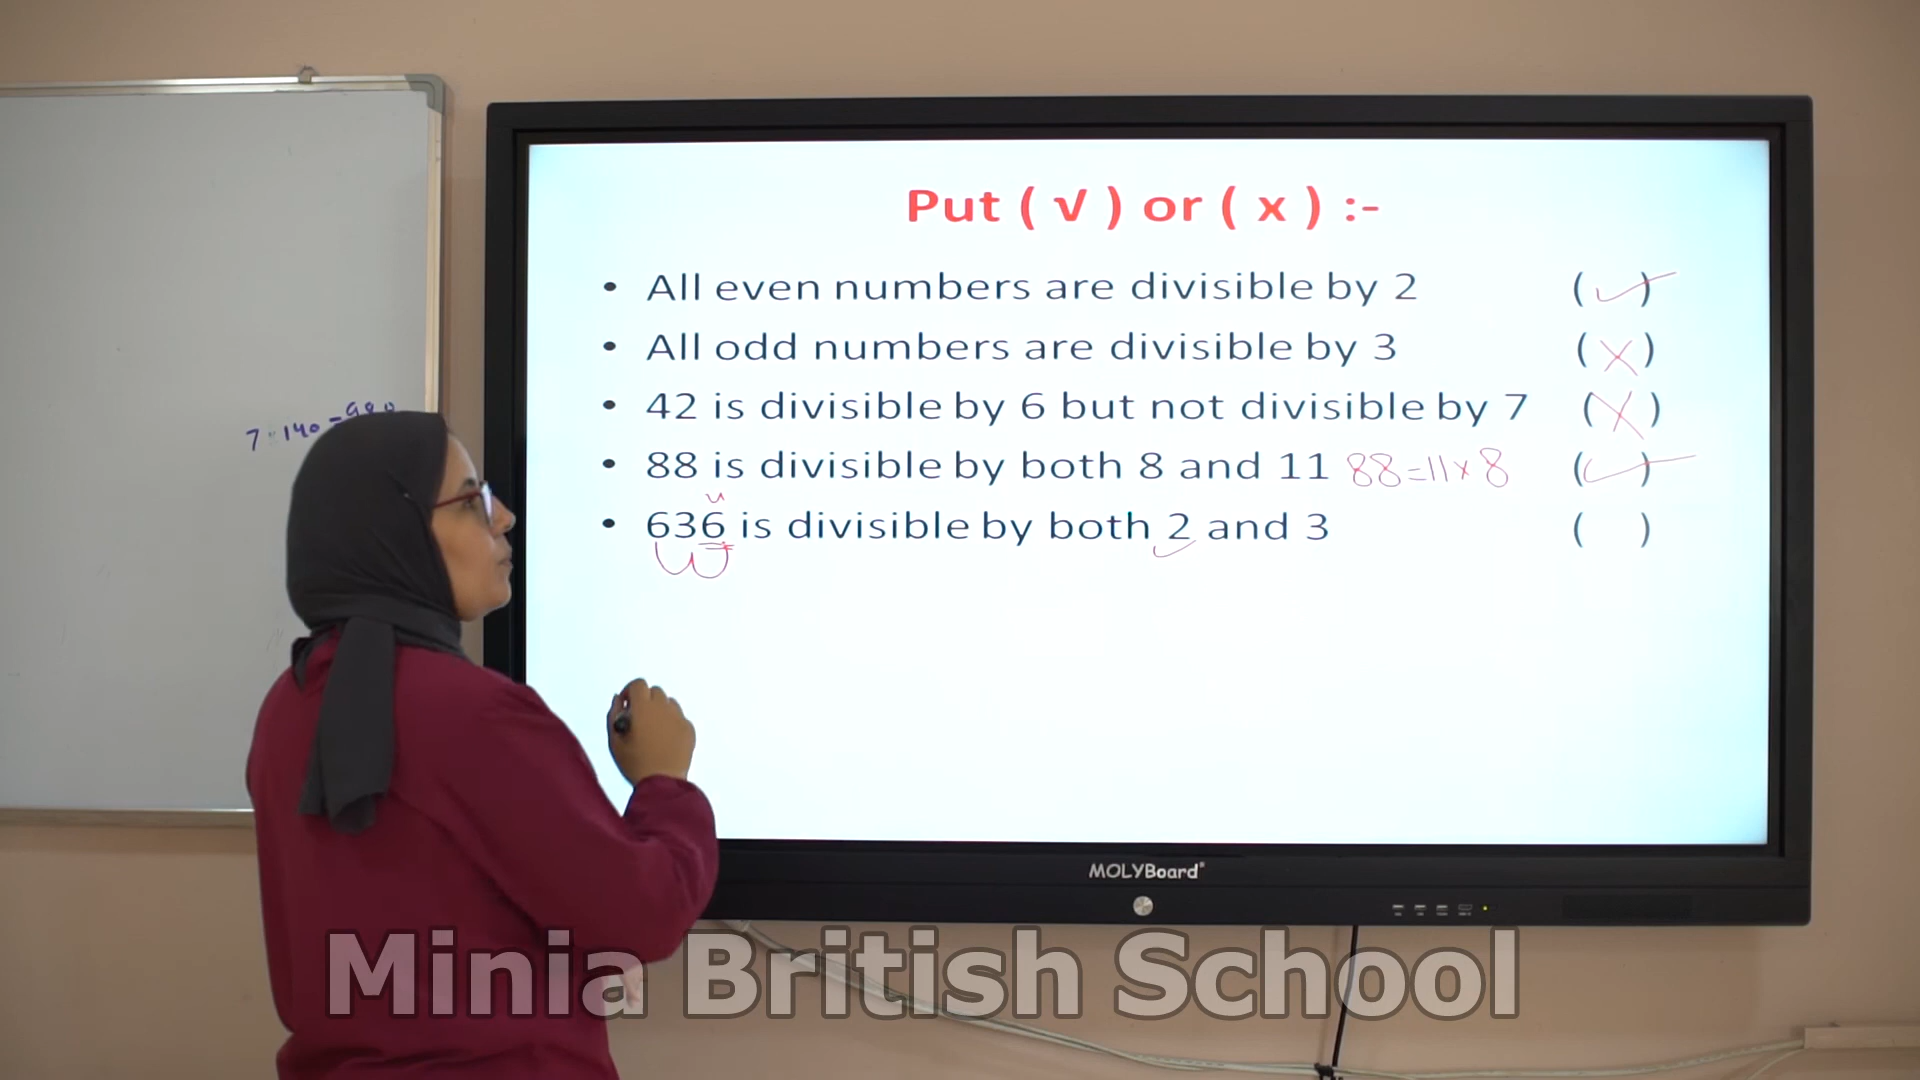 Put ( √ ) or ( x ) :-
• All even numbers are divisible by 2 ( ✓ )
• All odd numbers are divisible by 3 ( X )
• 42 is divisible by 6 but not divisible by 7 ( X )
• 88 is divisible by both 8 and 11 88=11x8 ( ✓ )
• 636 is divisible by both 2 and 3 ( )
MOLYBoard
Minia British School